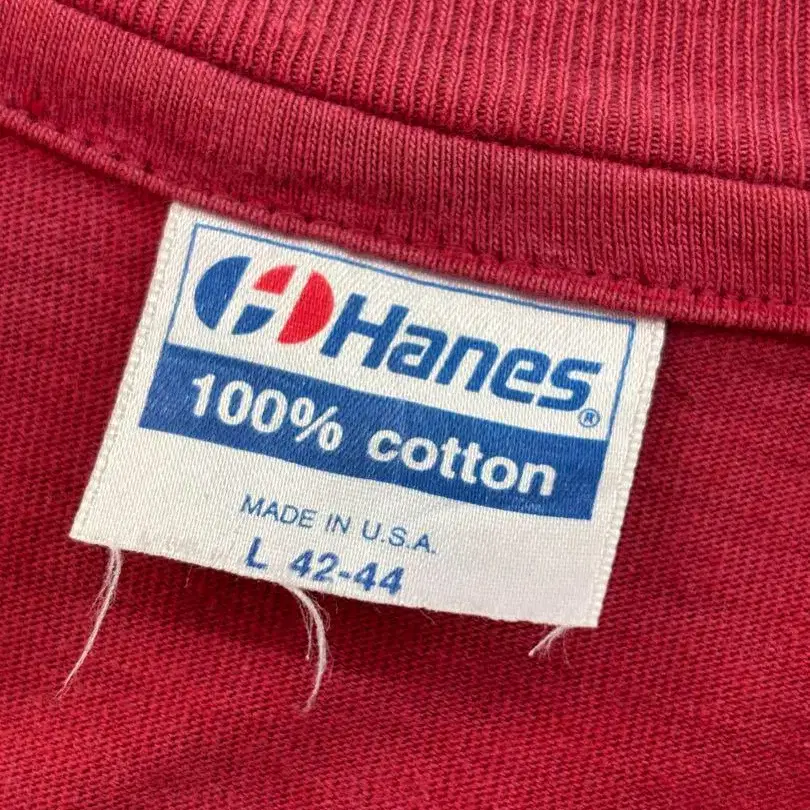 Hanes®
100% cotton
MADE IN U.S.A.
L 42-44